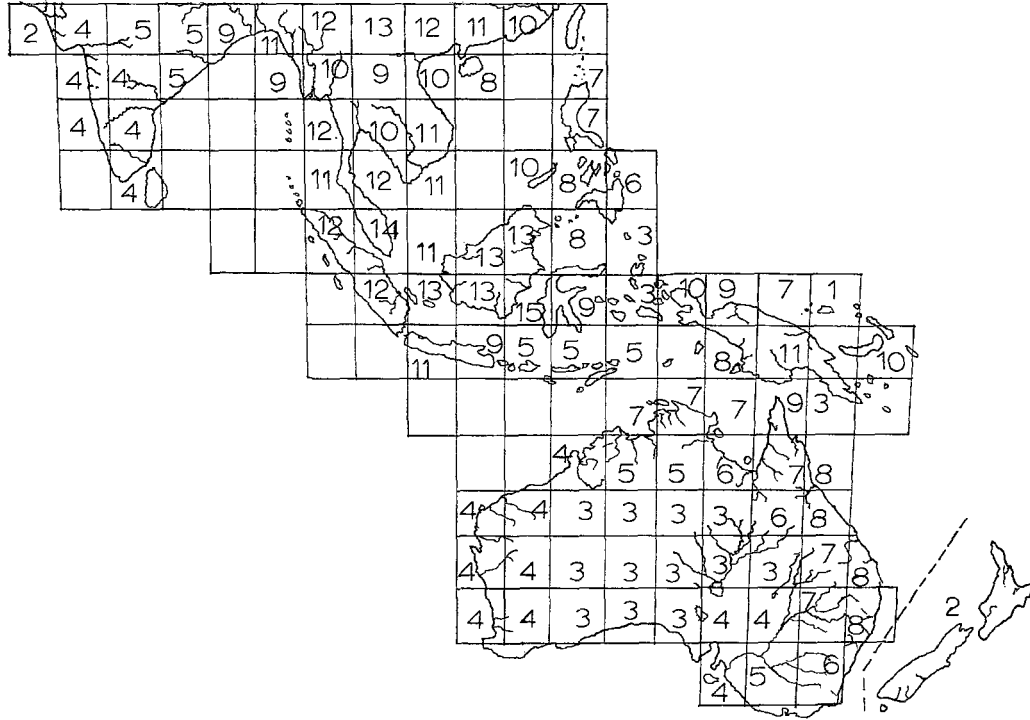 2 4 5 5 9 11 12 13 12 11 10
4 4 5 9 10 9 10 8 7
4 4 12 10 11 7
4 11 12 11 10 8 6
12 14 11 13 13 8 3
12 13 13 15 9 3 10 9 7 1
11 9 5 5 5 8 11 10
7 7 7 9 3
4 5 5 6 7 8
4 4 3 3 3 3 6 8
4 4 3 3 3 3 3 7 8
4 4 3 3 3 4 4 7 8 2
4 5 6